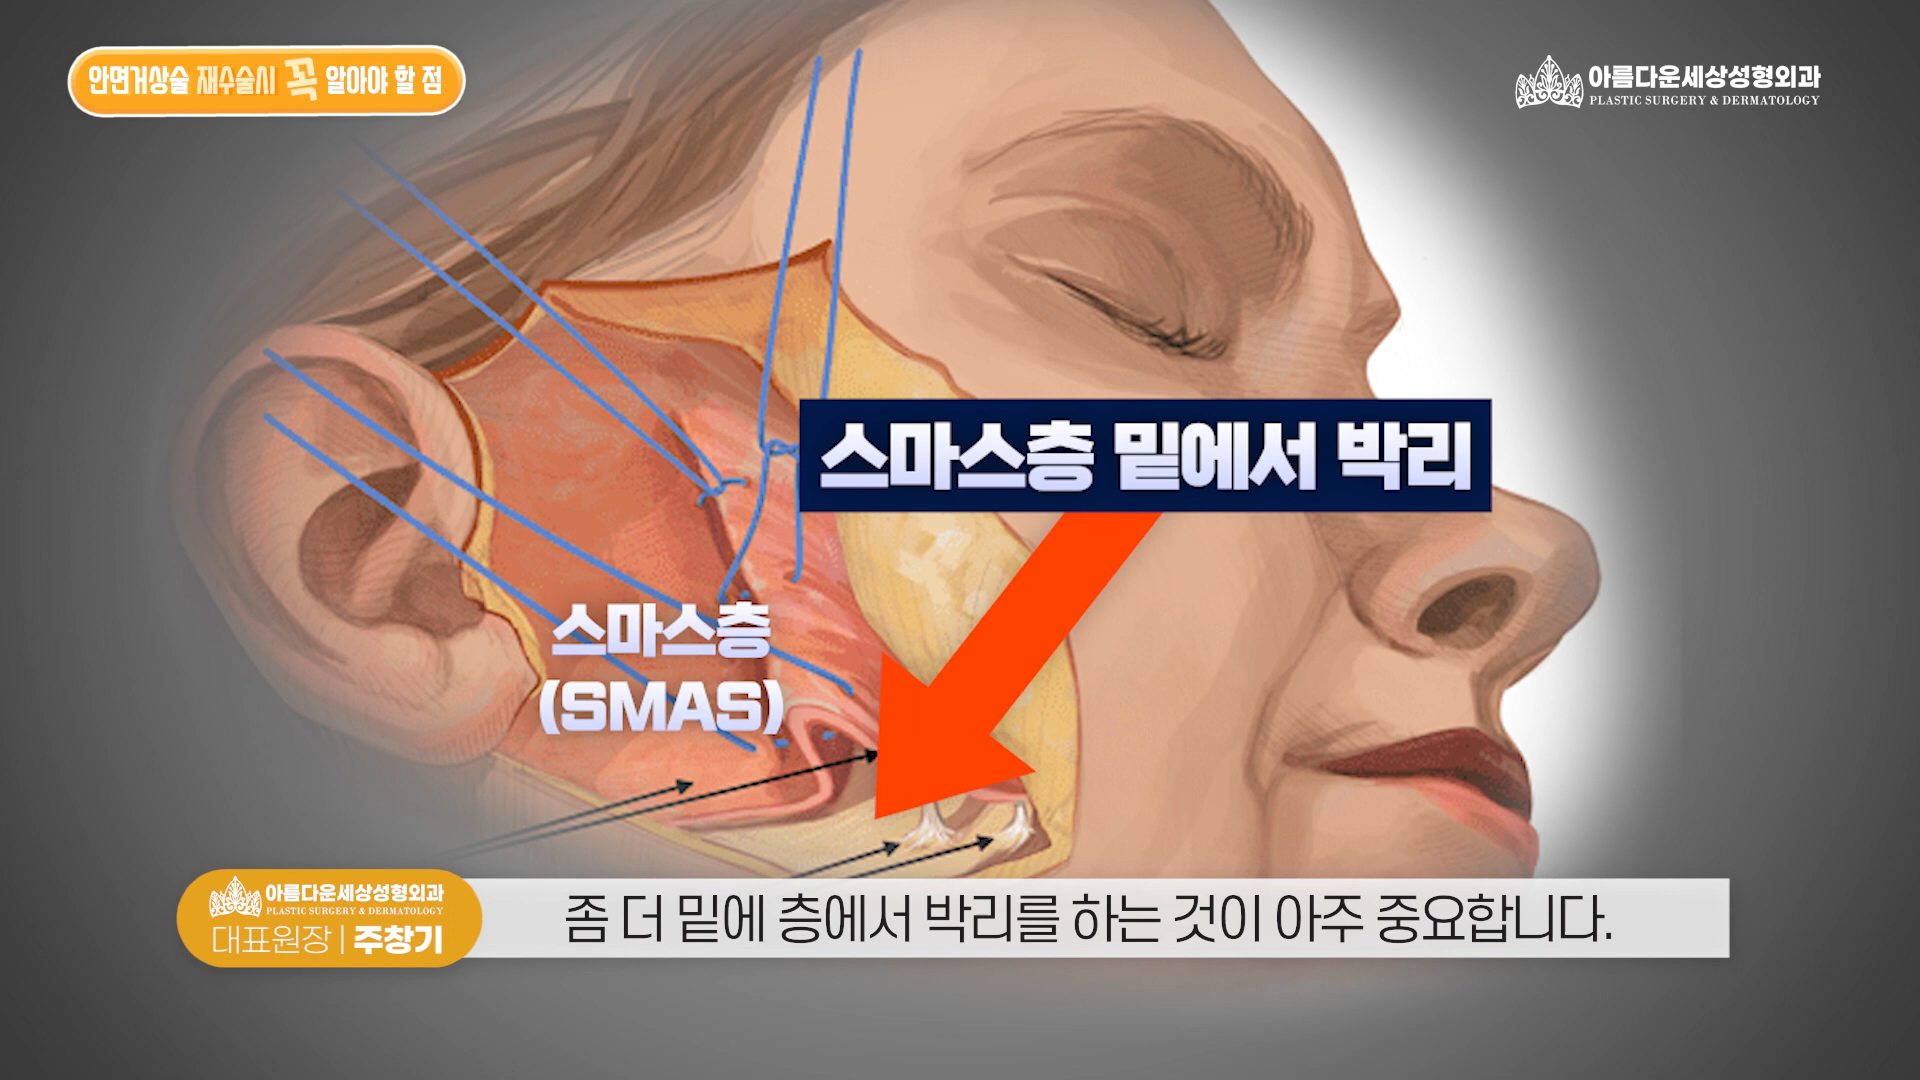 안면거상술 재수술시 꼭 알아야 할 점
아름다운세상성형외과
PLASTIC SURGERY & DERMATOLOGY
스마스층 밑에서 박리
스마스층
(SMAS)
아름다운세상성형외과
PLASTIC SURGERY & DERMATOLOGY
대표원장 | 주창기
좀 더 밑에 층에서 박리를 하는 것이 아주 중요합니다.